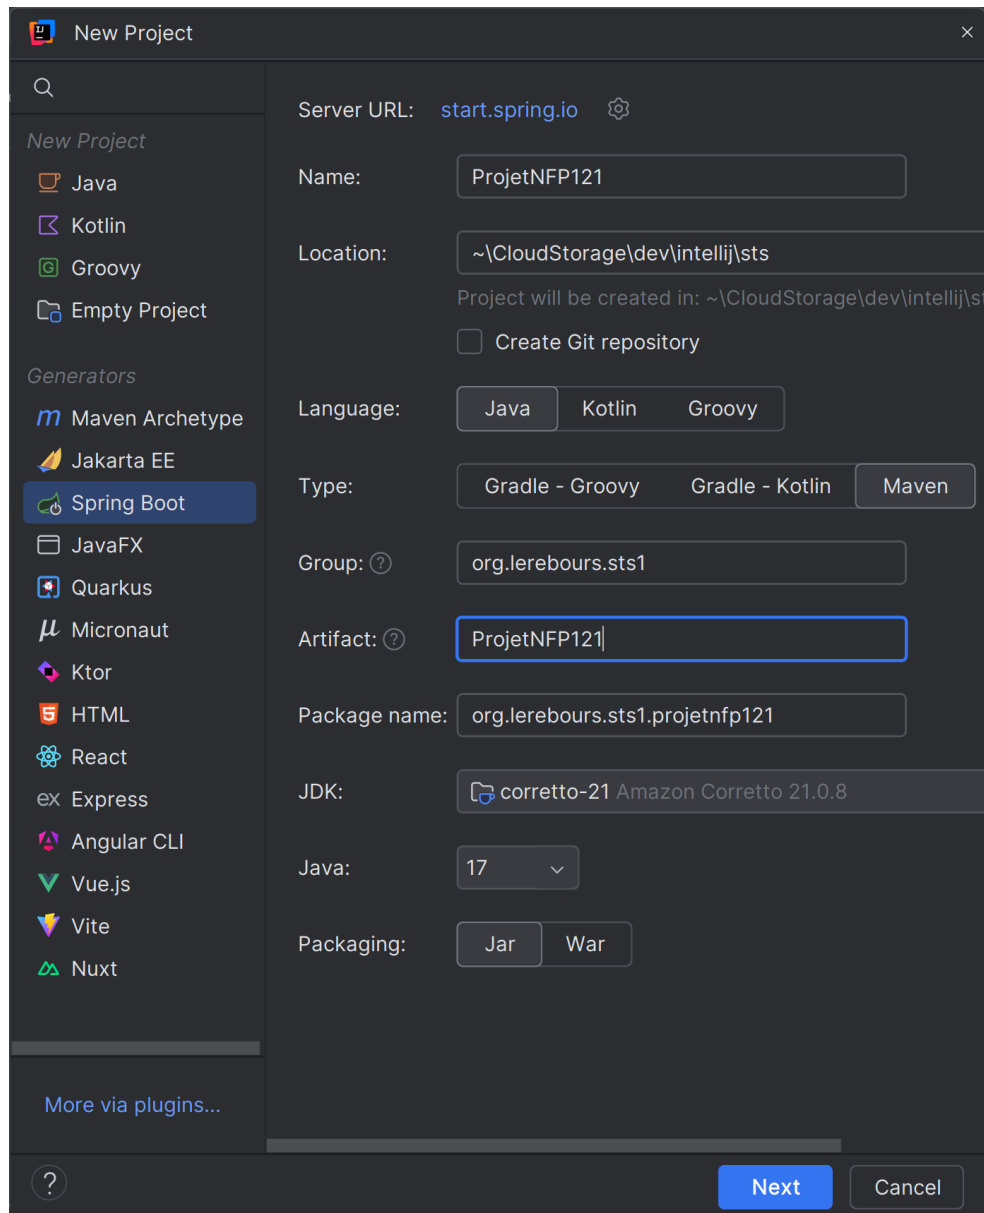 New Project
Server URL: start.spring.io
New Project
Name: ProjetNFP121
Java
Kotlin
Location: ~\CloudStorage\dev\intellij\sts
Groovy
Project will be created in: ~\CloudStorage\dev\intellij\st
Empty Project
Create Git repository
Generators
Language: Java Kotlin Groovy
m Maven Archetype
Jakarta EE
Type: Gradle - Groovy Gradle - Kotlin Maven
Spring Boot
JavaFX
Group: ? org.lerebours.sts1
Quarkus
μ Micronaut
Artifact: ? ProjetNFP121
Ktor
HTML
Package name: org.lerebours.sts1.projetnfp121
React
JDK: corretto-21 Amazon Corretto 21.0.8
ex Express
Angular CLI
Java: 17
Vue.js
Vite
Packaging: Jar War
Nuxt
More via plugins...
? Next Cancel